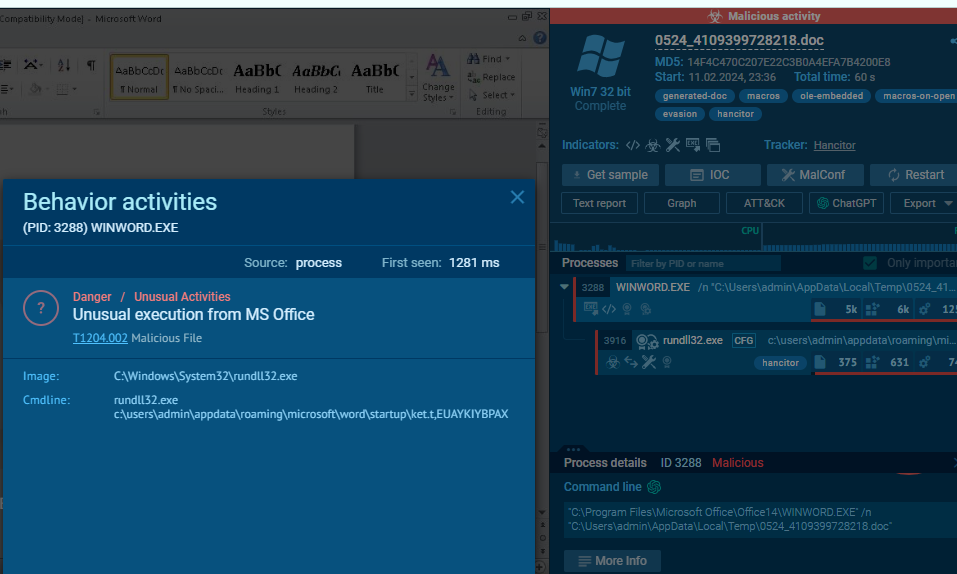 Compatibility Mode] - Microsoft Word
AaBbCcDc
AaBbCcDc
AaBbC
AaBbCc
AaBbC
¶ Normal
¶ No Spaci...
Heading 1
Heading 2
Title
Change
Styles
Find
Replace
Select
Styles
Editing
Behavior activities
(PID: 3288) WINWORD.EXE
Source: process
First seen: 1281 ms
Danger / Unusual Activities
Unusual execution from MS Office
T1204.002 Malicious File
Image: C:\Windows\System32\rundll32.exe
Cmdline: rundll32.exe
c:\users\admin\appdata\roaming\microsoft\word\startup\ket.t,EUAYKIYBPAX
Malicious activity
0524_4109399728218.doc
MD5: 14F4C470C207E22C3B0A4EFA7B4200E8
Start: 11.02.2024, 23:36 Total time: 60 s
Win7 32 bit
Complete
generated-doc macros ole-embedded macros-on-open
evasion hancitor
Indicators:
Tracker: Hancitor
Get sample IOC MalConf Restart
Text report Graph ATT&CK ChatGPT Export
CPU
Processes Filter by PID or name Only importa
3288 WINWORD.EXE /n "C:\Users\admin\AppData\Local\Temp\0524_41...
5k 6k 12
3916 rundll32.exe CFG c:\users\admin\appdata\roaming\mi...
hancitor 375 631 74
Process details ID 3288 Malicious
Command line
"C:\Program Files\Microsoft Office\Office14\WINWORD.EXE" /n
"C:\Users\admin\AppData\Local\Temp\0524_4109399728218.doc"
More Info